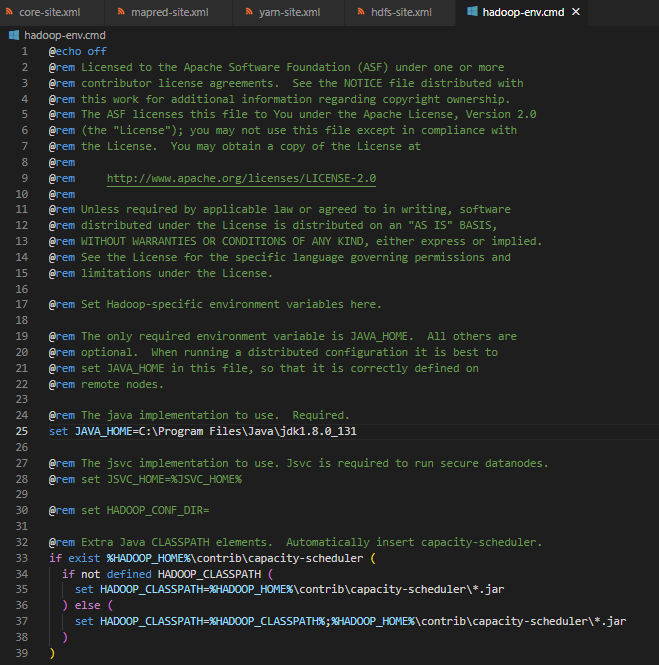 core-site.xml mapred-site.xml yarn-site.xml hdfs-site.xml hadoop-env.cmd
hadoop-env.cmd
1 @echo off
2 @rem Licensed to the Apache Software Foundation (ASF) under one or more
3 @rem contributor license agreements.  See the NOTICE file distributed with
4 @rem this work for additional information regarding copyright ownership.
5 @rem The ASF licenses this file to You under the Apache License, Version 2.0
6 @rem (the "License"); you may not use this file except in compliance with
7 @rem the License.  You may obtain a copy of the License at
8 @rem
9 @rem     http://www.apache.org/licenses/LICENSE-2.0
10 @rem
11 @rem Unless required by applicable law or agreed to in writing, software
12 @rem distributed under the License is distributed on an "AS IS" BASIS,
13 @rem WITHOUT WARRANTIES OR CONDITIONS OF ANY KIND, either express or implied.
14 @rem See the License for the specific language governing permissions and
15 @rem limitations under the License.
16
17 @rem Set Hadoop-specific environment variables here.
18
19 @rem The only required environment variable is JAVA_HOME.  All others are
20 @rem optional.  When running a distributed configuration it is best to
21 @rem set JAVA_HOME in this file, so that it is correctly defined on
22 @rem remote nodes.
23
24 @rem The java implementation to use.  Required.
25 set JAVA_HOME=C:\Program Files\Java\jdk1.8.0_131
26
27 @rem The jsvc implementation to use. Jsvc is required to run secure datanodes.
28 @rem set JSVC_HOME=%JSVC_HOME%
29
30 @rem set HADOOP_CONF_DIR=
31
32 @rem Extra Java CLASSPATH elements.  Automatically insert capacity-scheduler.
33 if exist %HADOOP_HOME%\contrib\capacity-scheduler (
34   if not defined HADOOP_CLASSPATH (
35     set HADOOP_CLASSPATH=%HADOOP_HOME%\contrib\capacity-scheduler\*.jar
36   ) else (
37     set HADOOP_CLASSPATH=%HADOOP_CLASSPATH%;%HADOOP_HOME%\contrib\capacity-scheduler\*.jar
38   )
39 )